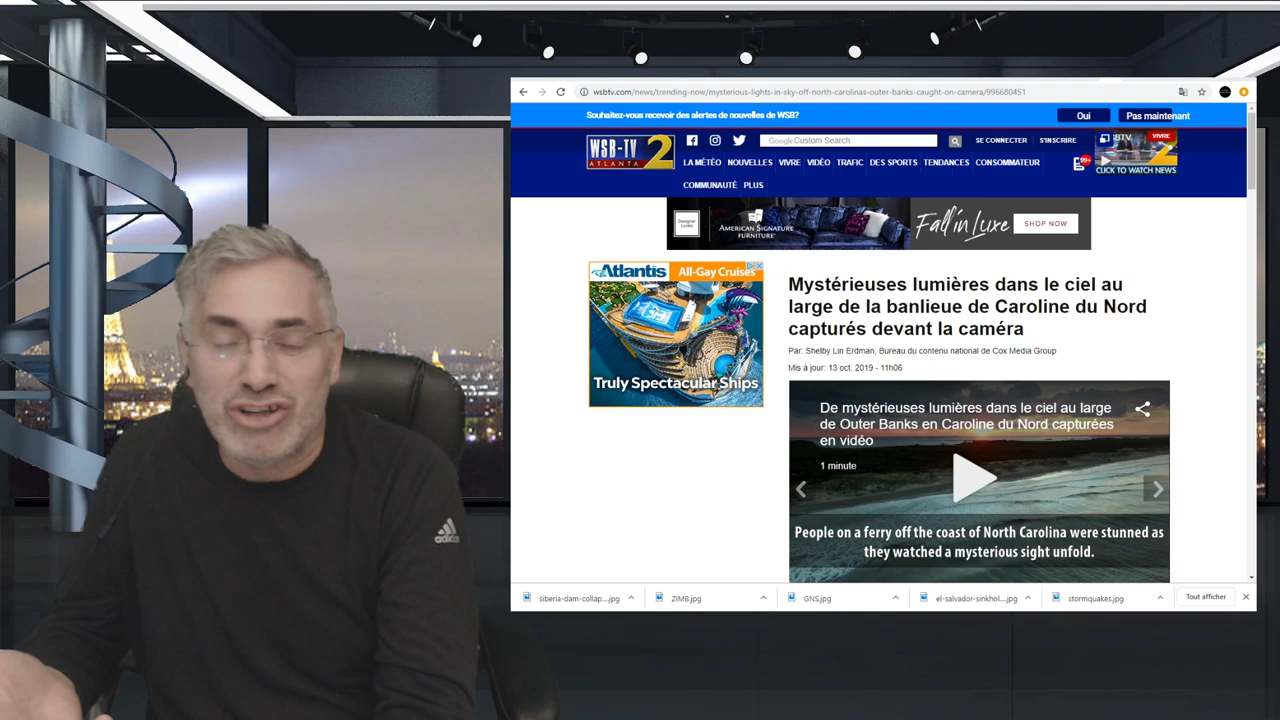 wsbtv.com/news/trending-now/mysterious-lights-in-sky-off-north-carolinas-outer-banks-caught-on-camera/996680451
Souhaitez-vous recevoir des alertes de nouvelles de WSB?
Oui
Pas maintenant
WSB-TV 2
ATLANTA
Google Custom Search
SE CONNECTER
S'INSCRIRE
VIVRE
CLICK TO WATCH NEWS
LA MÉTÉO NOUVELLES VIVRE VIDÉO TRAFIC DES SPORTS TENDANCES CONSOMMATEUR
99+
COMMUNAUTÉ PLUS
Designer Looks
AMERICAN SIGNATURE
FURNITURE
Fall in Luxe
SHOP NOW
Atlantis
All-Gay Cruises
Truly Spectacular Ships
Mystérieuses lumières dans le ciel au
large de la banlieue de Caroline du Nord
capturés devant la caméra
Par: Shelby Lin Erdman, Bureau du contenu national de Cox Media Group
Mis à jour: 13 oct. 2019 - 11h06
De mystérieuses lumières dans le ciel au large
de Outer Banks en Caroline du Nord capturées
en vidéo
1 minute
People on a ferry off the coast of North Carolina were stunned as
they watched a mysterious sight unfold.
siberia-dam-collap....jpg
ZIMB.jpg
GNS.jpg
el-salvador-sinkhol....jpg
stormquakes.jpg
Tout afficher
adidas